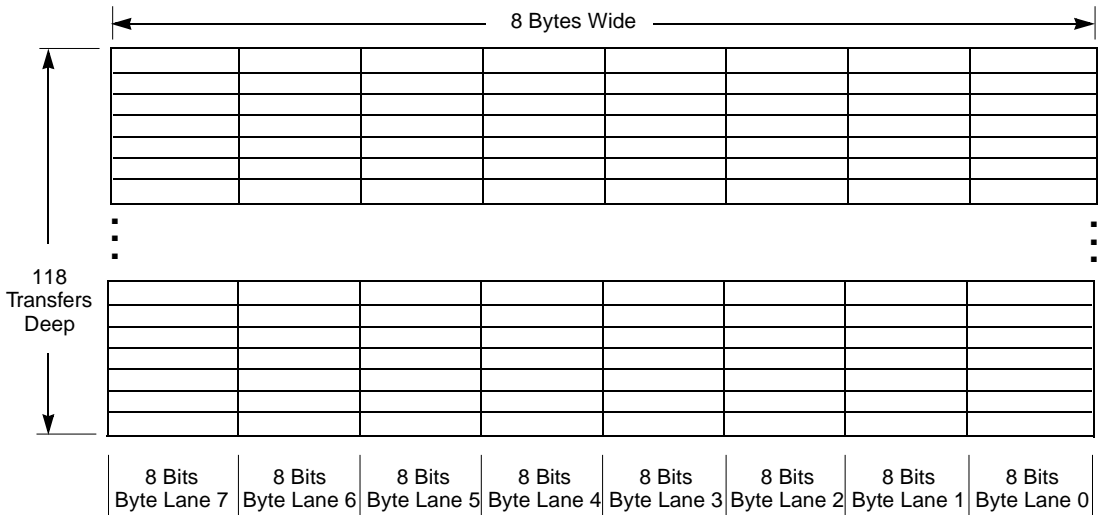 8 Bytes Wide
118
Transfers
Deep
8 Bits
Byte Lane 7
8 Bits
Byte Lane 6
8 Bits
Byte Lane 5
8 Bits
Byte Lane 4
8 Bits
Byte Lane 3
8 Bits
Byte Lane 2
8 Bits
Byte Lane 1
8 Bits
Byte Lane 0